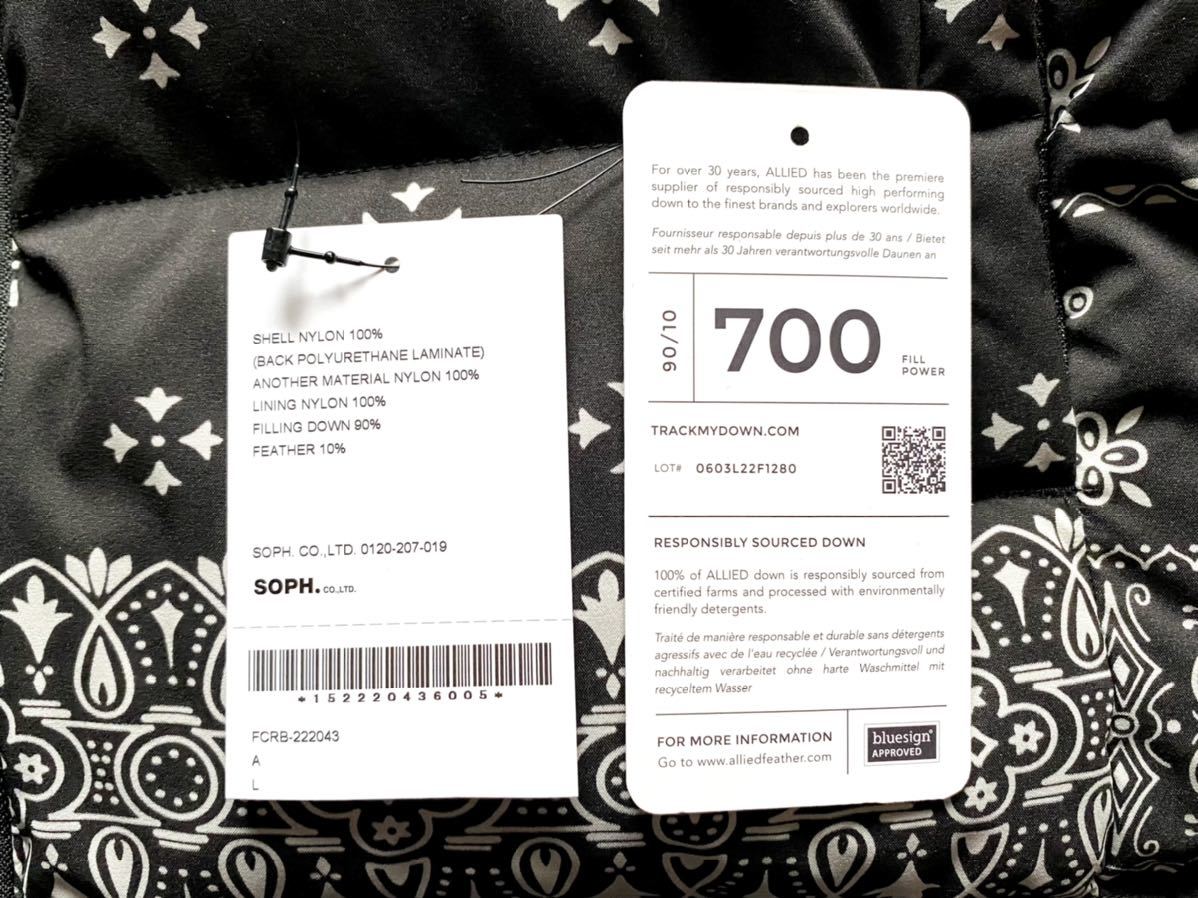 SHELL NYLON 100%
(BACK POLYURETHANE LAMINATE)
ANOTHER MATERIAL NYLON 100%
LINING NYLON 100%
FILLING DOWN 90%
FEATHER 10%
SOPH. CO.,LTD. 0120-207-019
SOPH. CO.,LTD.
*152220436005*
FCRB-222043
A
L
For over 30 years, ALLIED has been the premiere
supplier of responsibly sourced high performing
down to the finest brands and explorers worldwide.
Fournisseur responsable depuis plus de 30 ans / Bietet
seit mehr als 30 Jahren verantwortungsvolle Daunen an
90/10
700
FILL
POWER
TRACKMYDOWN.COM
LOT# 0603L22F1280
RESPONSIBLY SOURCED DOWN
100% of ALLIED down is responsibly sourced from
certified farms and processed with environmentally
friendly detergents.
Traité de manière responsable et durable sans détergents
agressifs avec de l'eau recyclée / Verantwortungsvoll und
nachhaltig verarbeitet ohne harte Waschmittel mit
recyceltem Wasser
FOR MORE INFORMATION
Go to www.alliedfeather.com
bluesign®
APPROVED